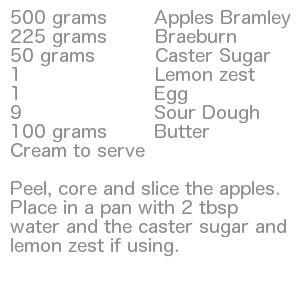 500 grams Apples Bramley
225 grams Braeburn
50 grams Caster Sugar
1 Lemon zest
1 Egg
9 Sour Dough
100 grams Butter
Cream to serve
Peel, core and slice the apples.
Place in a pan with 2 tbsp
water and the caster sugar and
lemon zest if using.